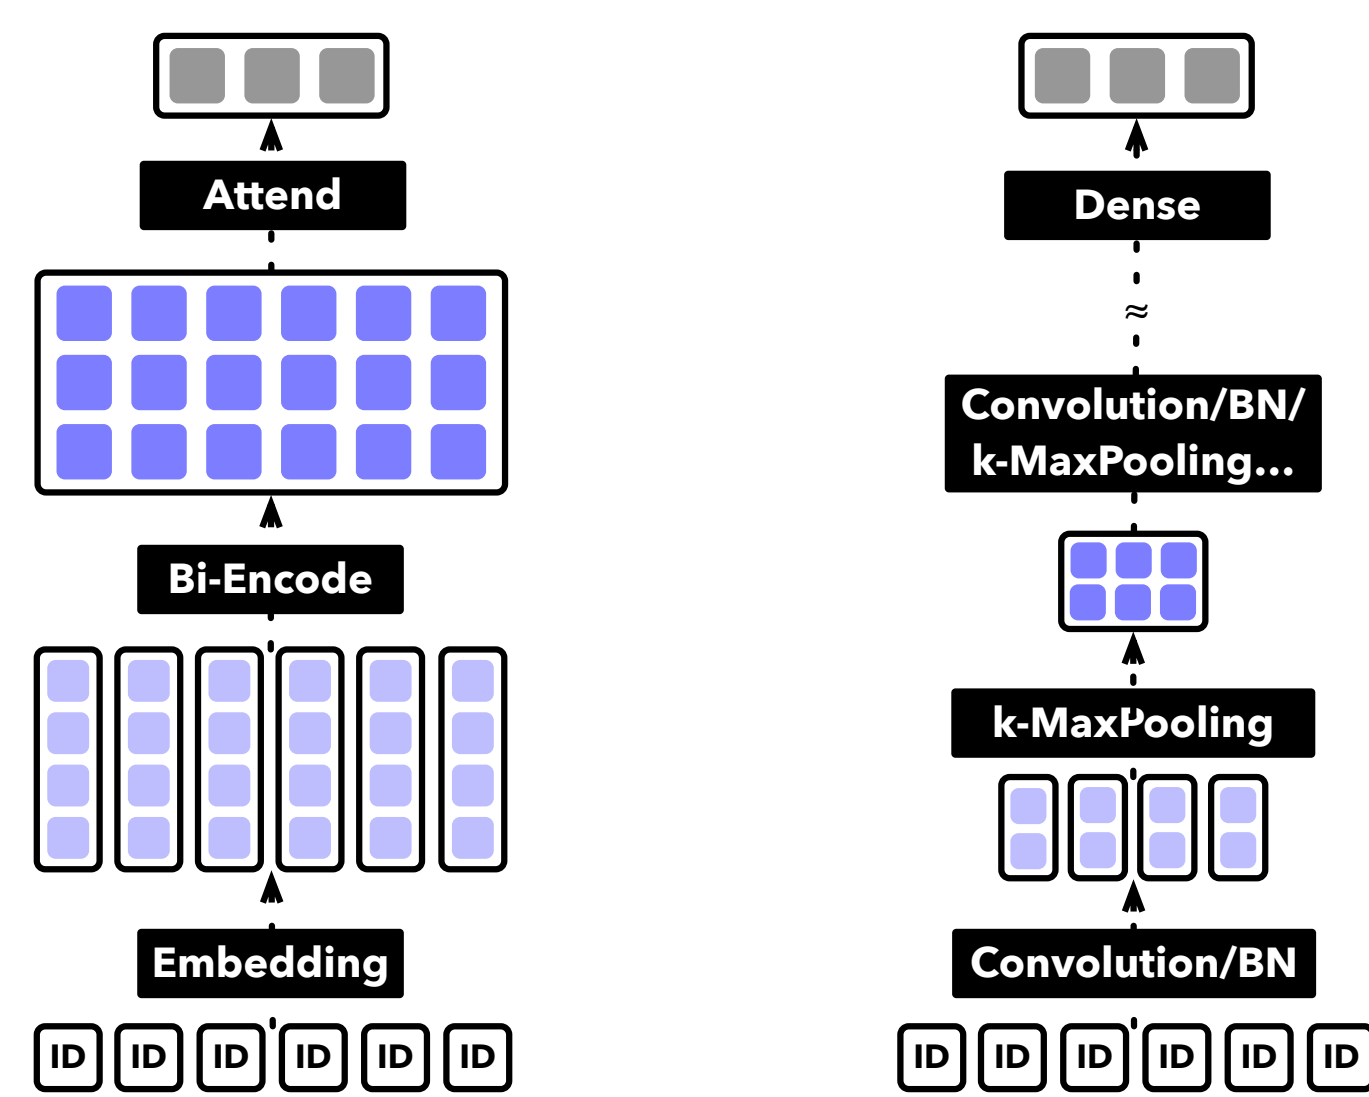 Attend
Bi-Encode
Embedding
ID ID ID ID ID ID
Dense
≈
Convolution/BN/
k-MaxPooling...
k-MaxPooling
Convolution/BN
ID ID ID ID ID ID